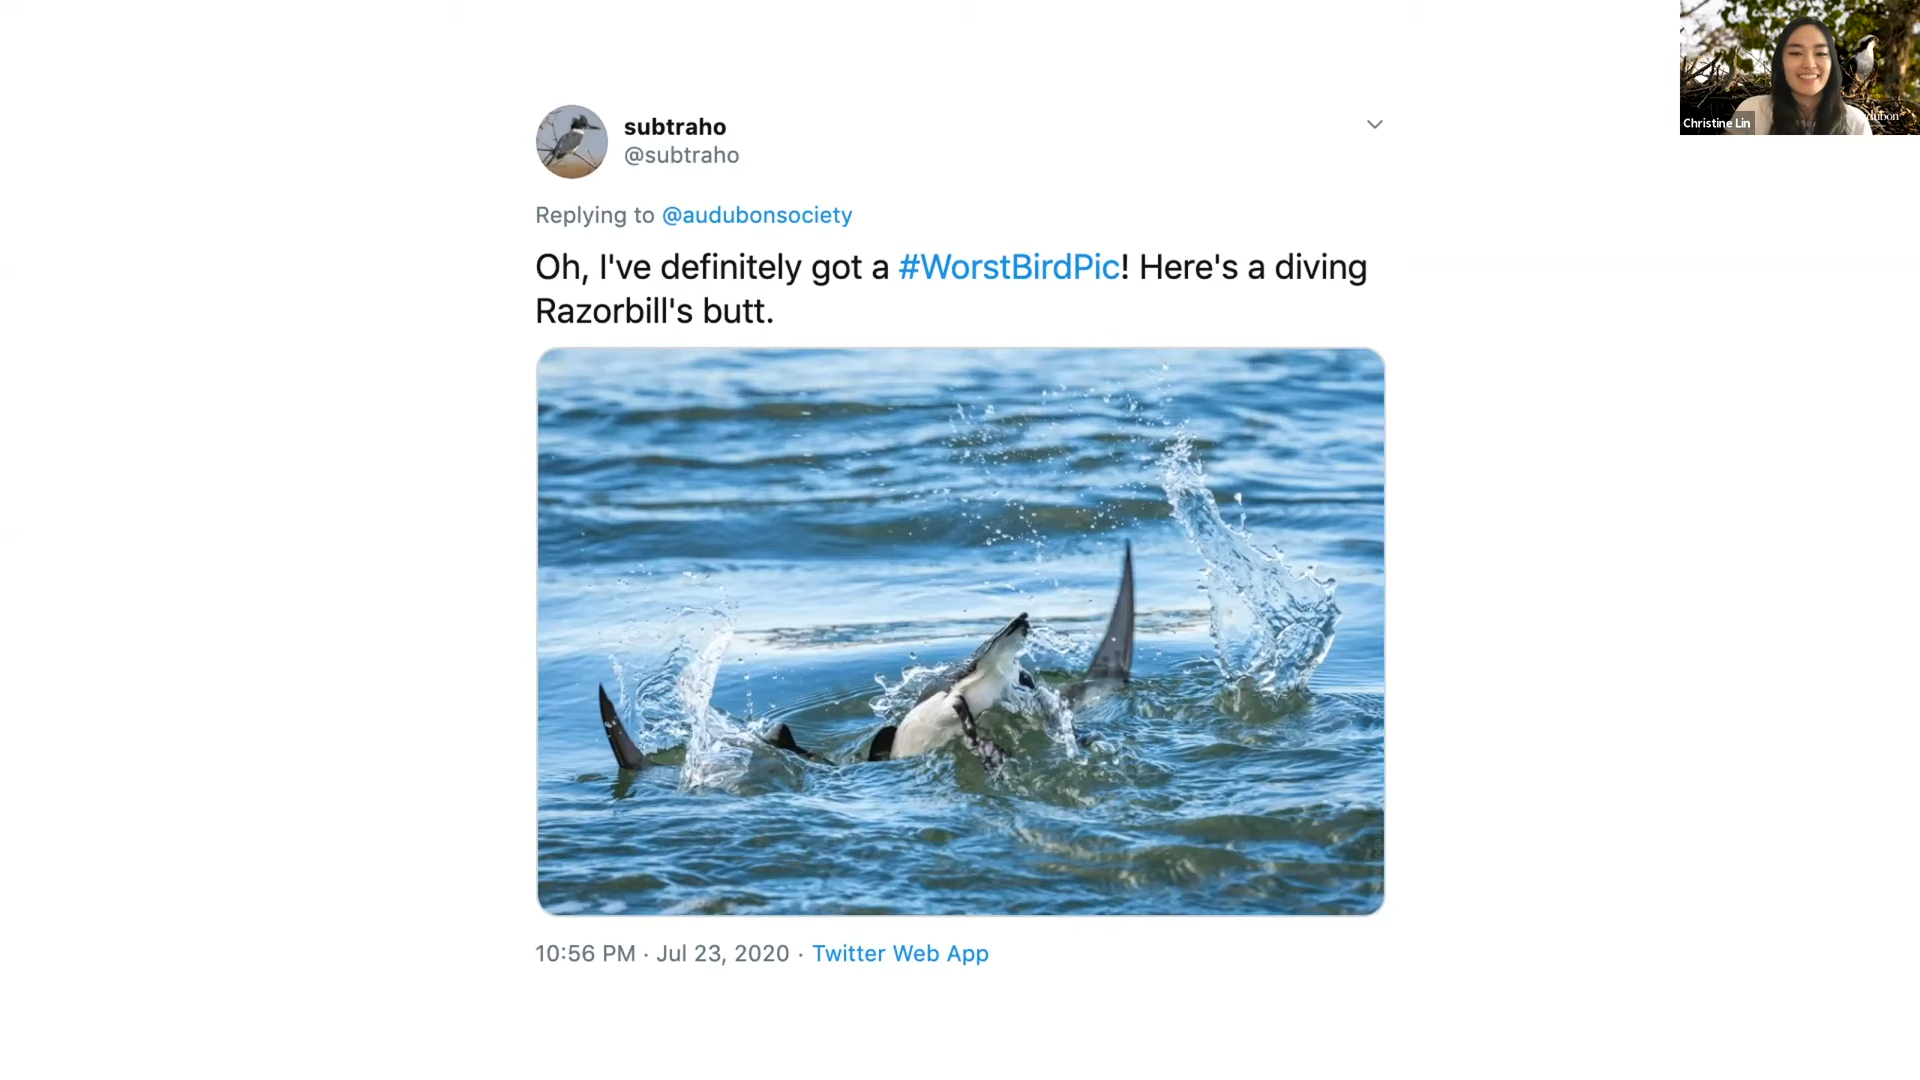 subtraho
@subtraho
Replying to @audubonsociety
Oh, I've definitely got a #WorstBirdPic! Here's a diving
Razorbill's butt.
10:56 PM · Jul 23, 2020 · Twitter Web App
Christine Lin